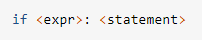 if <expr>: <statement>